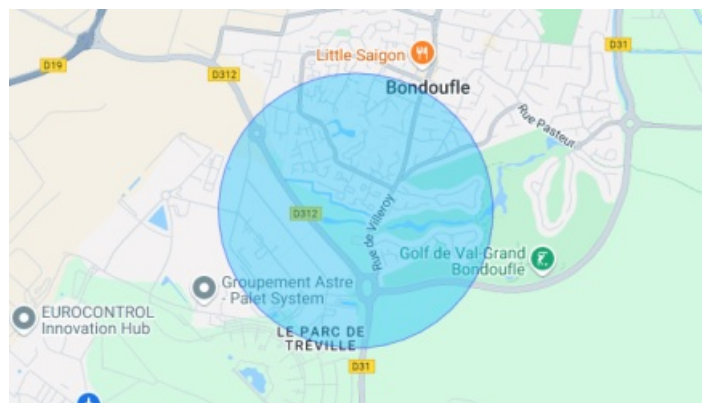 Little Saigon
D31
D19
D312
Bondoufle
Rue Pasteur
D312
Rue de Villeroy
Golf de Val-Grand
Bondoufle
Groupement Astre
- Palet System
EUROCONTROL
Innovation Hub
LE PARC DE
TRÉVILLE
D31